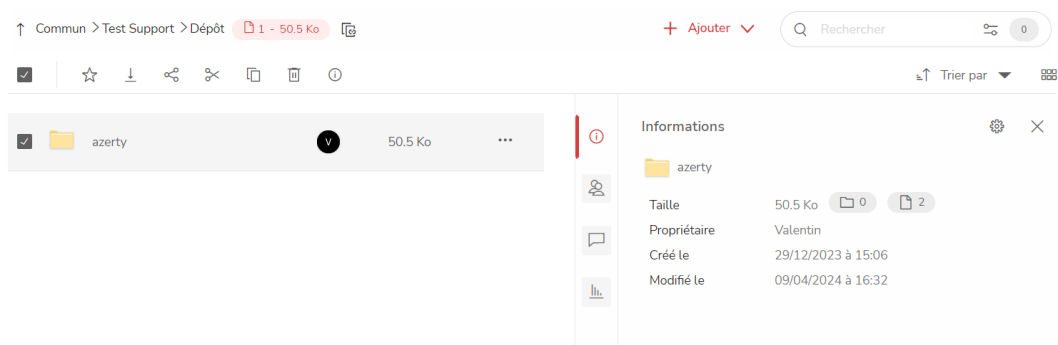 Commun > Test Support > Dépôt 1 - 50.5 Ko + Ajouter Rechercher 0
Trier par
azerty V 50.5 Ko ...
Informations
azerty
Taille 50.5 Ko 0 2
Propriétaire Valentin
Créé le 29/12/2023 à 15:06
Modifié le 09/04/2024 à 16:32